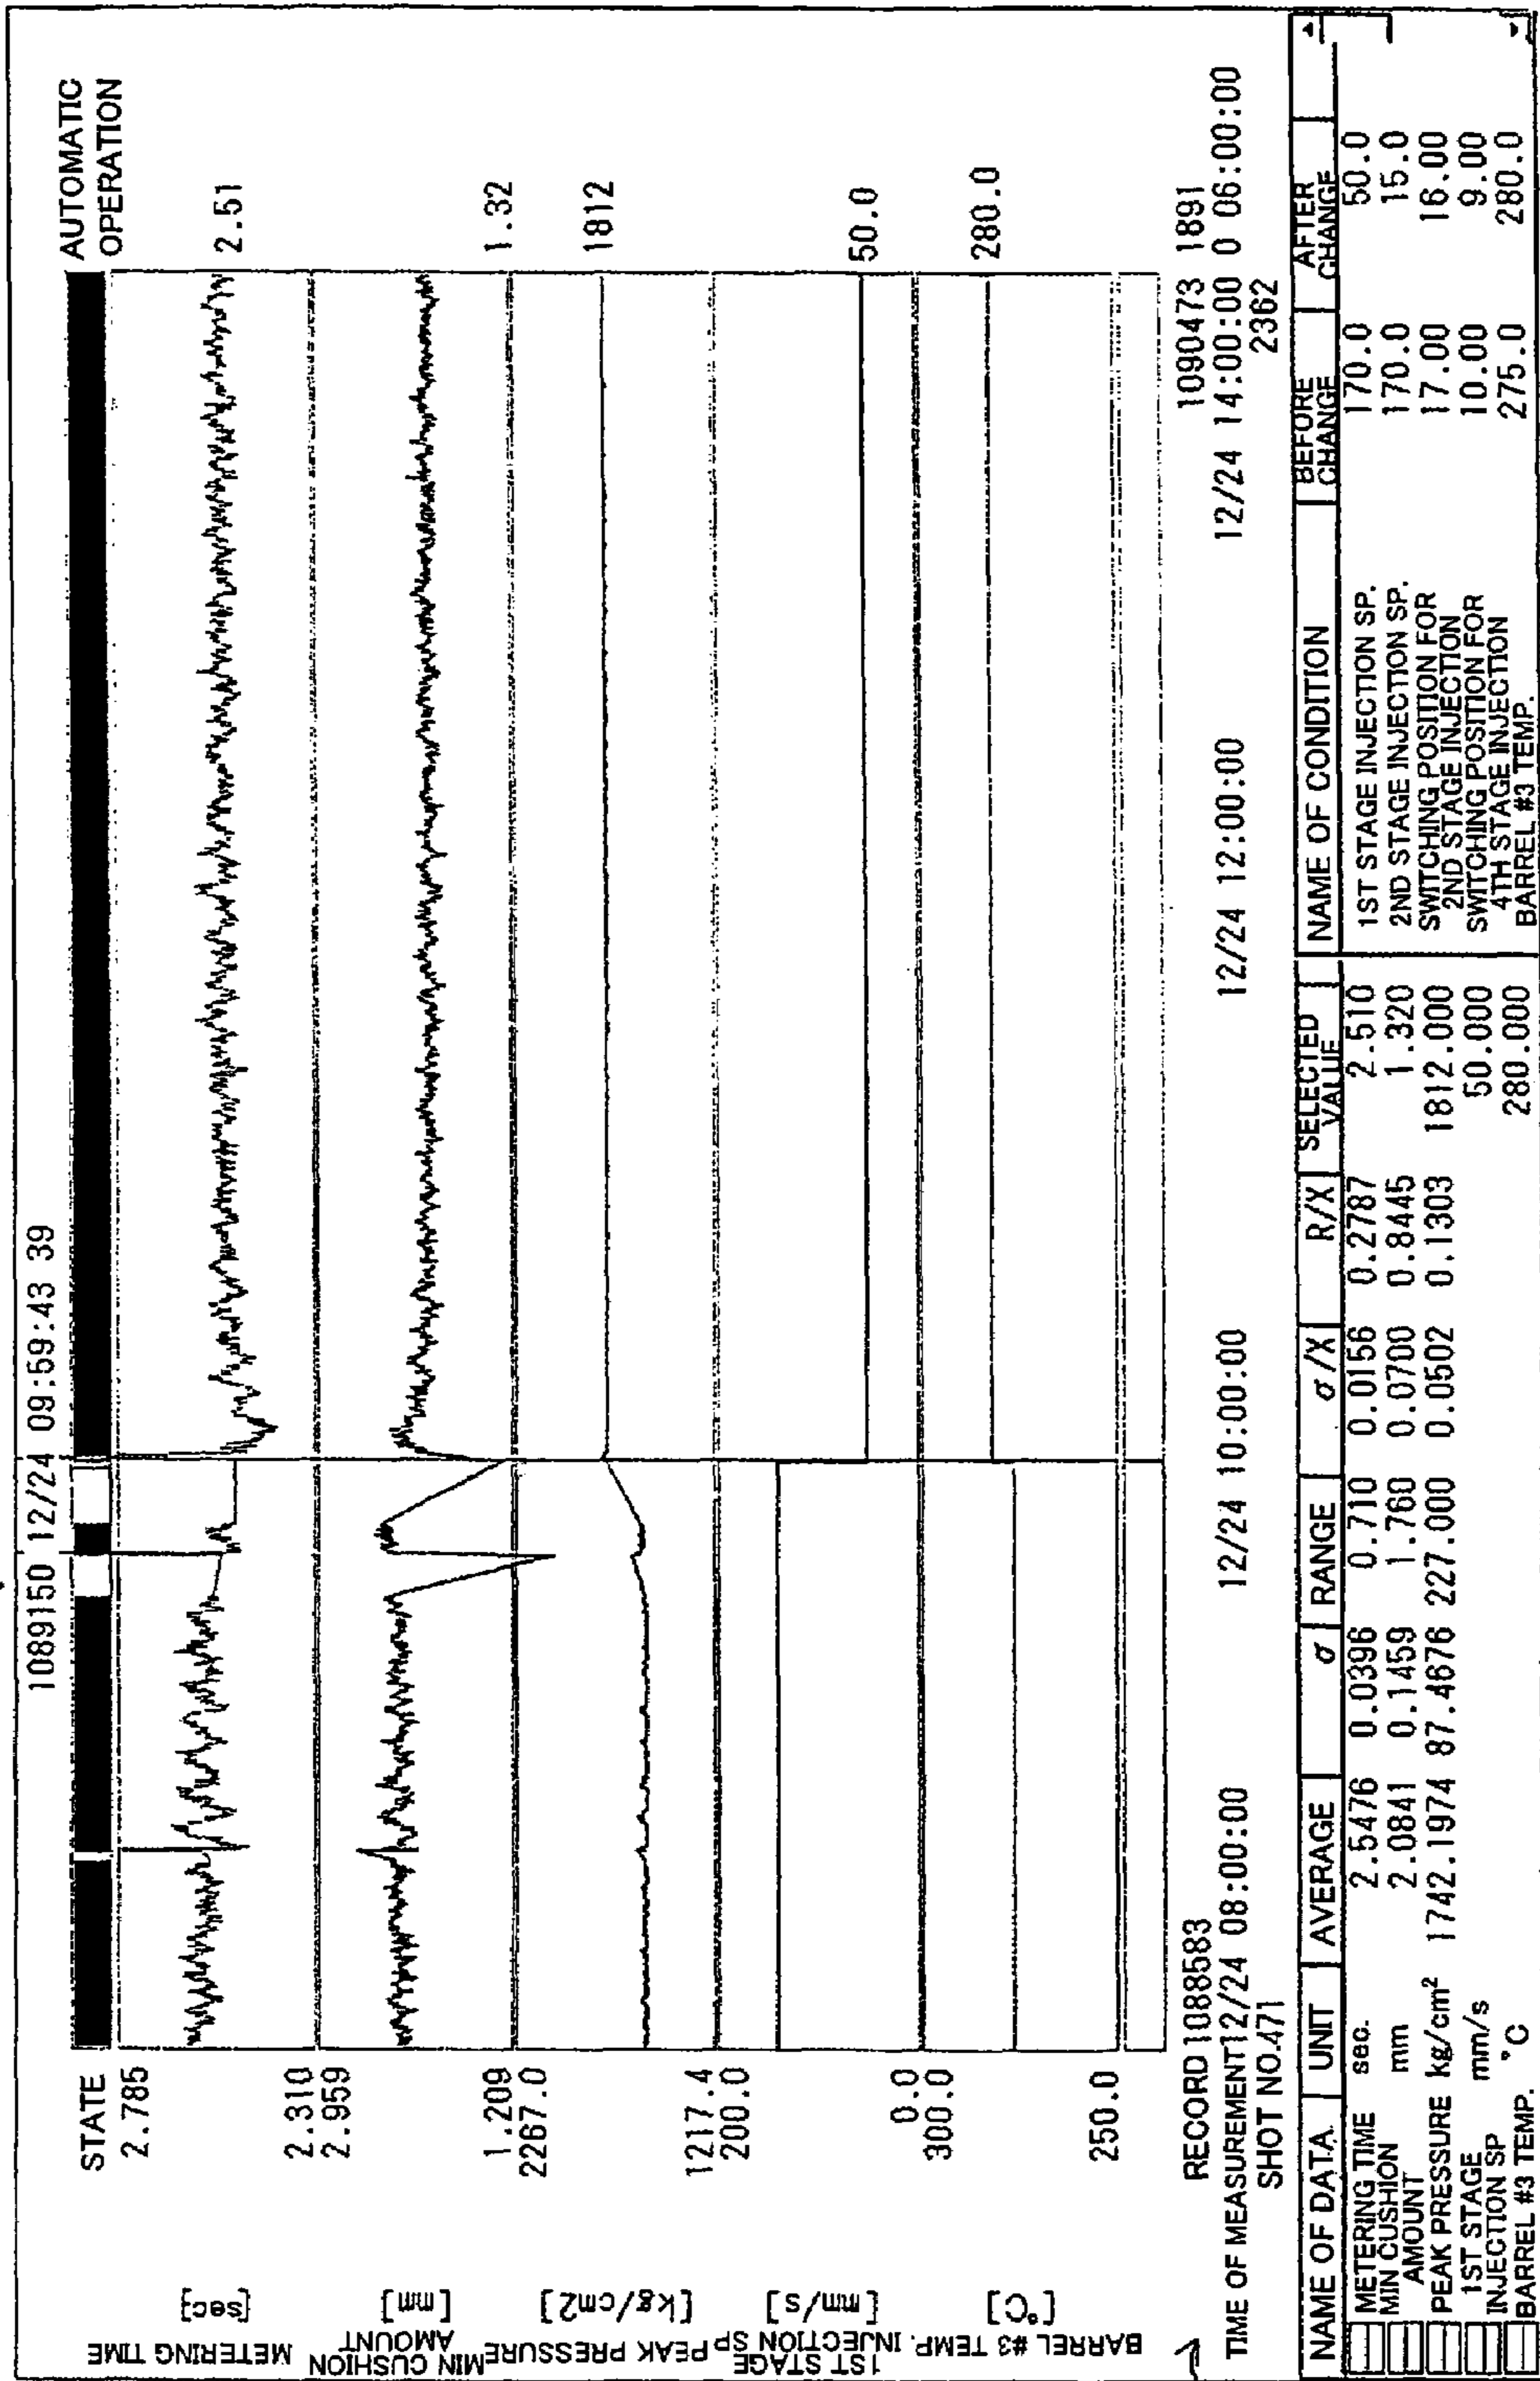 1089150 12/24 09:59:43 39
STATE
AUTOMATIC
OPERATION
METERING TIME
[sec]
2.785
2.51
2.310
MIN CUSHION
AMOUNT
[mm]
2.959
1.32
1.209
PEAK PRESSURE
[kg/cm2]
2267.0
1812
1217.4
1ST STAGE
INJECTION SP
[mm/s]
200.0
50.0
0.0
BARREL #3 TEMP.
[°C]
300.0
280.0
250.0
RECORD 1088583 1090473 1891
TIME OF MEASUREMENT 12/24 08:00:00 12/24 10:00:00 12/24 12:00:00 12/24 14:00:00 0 06:00:00
SHOT NO.471 2362
NAME OF DATA UNIT AVERAGE σ RANGE σ/X R/X SELECTED VALUE
METERING TIME sec. 2.5476 0.0396 0.710 0.0156 0.2787 2.510
MIN CUSHION
AMOUNT mm 2.0841 0.1459 1.760 0.0700 0.8445 1.320
PEAK PRESSURE kg/cm² 1742.1974 87.4676 227.000 0.0502 0.1303 1812.000
1ST STAGE
INJECTION SP mm/s 50.000
BARREL #3 TEMP. °C 280.000
NAME OF CONDITION BEFORE CHANGE AFTER CHANGE
1ST STAGE INJECTION SP. 170.0 50.0
2ND STAGE INJECTION SP. 170.0 15.0
SWITCHING POSITION FOR
2ND STAGE INJECTION 17.00 16.00
SWITCHING POSITION FOR
4TH STAGE INJECTION 10.00 9.00
BARREL #3 TEMP. 275.0 280.0